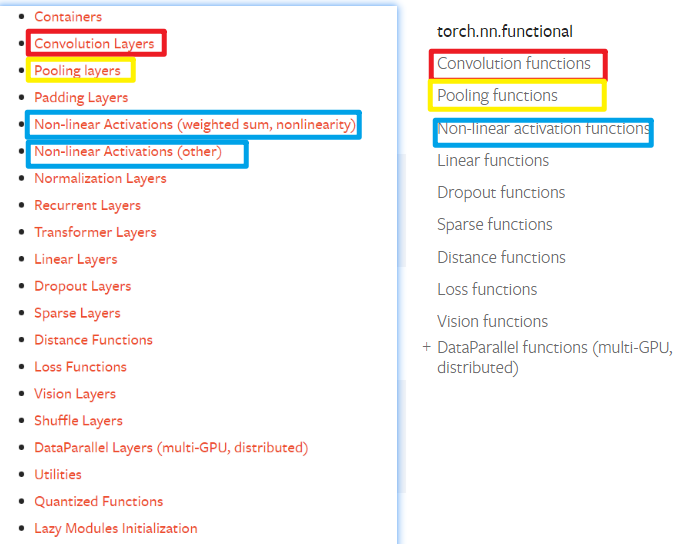 Containers
Convolution Layers
Pooling layers
Padding Layers
Non-linear Activations (weighted sum, nonlinearity)
Non-linear Activations (other)
Normalization Layers
Recurrent Layers
Transformer Layers
Linear Layers
Dropout Layers
Sparse Layers
Distance Functions
Loss Functions
Vision Layers
Shuffle Layers
DataParallel Layers (multi-GPU, distributed)
Utilities
Quantized Functions
Lazy Modules Initialization
torch.nn.functional
Convolution functions
Pooling functions
Non-linear activation functions
Linear functions
Dropout functions
Sparse functions
Distance functions
Loss functions
Vision functions
+ DataParallel functions (multi-GPU,
distributed)